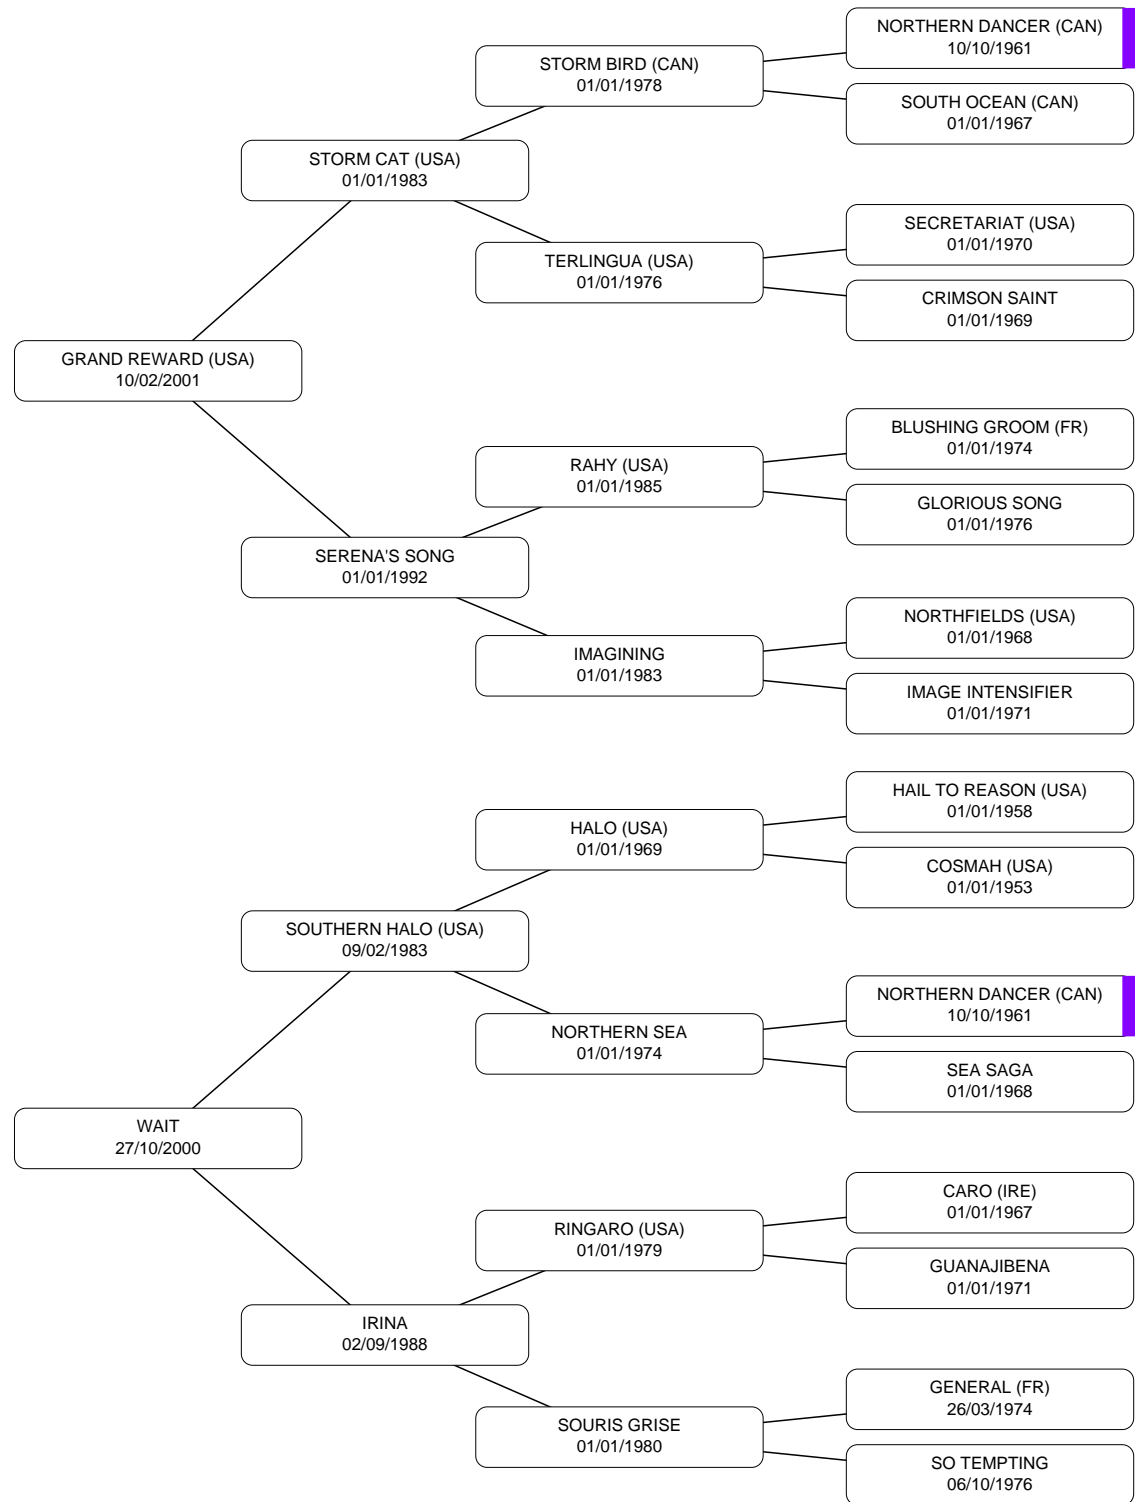 NORTHERN DANCER (CAN)
10/10/1961
STORM BIRD (CAN)
01/01/1978
SOUTH OCEAN (CAN)
01/01/1967
STORM CAT (USA)
01/01/1983
SECRETARIAT (USA)
01/01/1970
TERLINGUA (USA)
01/01/1976
CRIMSON SAINT
01/01/1969
GRAND REWARD (USA)
10/02/2001
BLUSHING GROOM (FR)
01/01/1974
RAHY (USA)
01/01/1985
GLORIOUS SONG
01/01/1976
SERENA'S SONG
01/01/1992
NORTHFIELDS (USA)
01/01/1968
IMAGINING
01/01/1983
IMAGE INTENSIFIER
01/01/1971
HAIL TO REASON (USA)
01/01/1958
HALO (USA)
01/01/1969
COSMAH (USA)
01/01/1953
SOUTHERN HALO (USA)
09/02/1983
NORTHERN DANCER (CAN)
10/10/1961
NORTHERN SEA
01/01/1974
SEA SAGA
01/01/1968
WAIT
27/10/2000
CARO (IRE)
01/01/1967
RINGARO (USA)
01/01/1979
GUANAJIBENA
01/01/1971
IRINA
02/09/1988
GENERAL (FR)
26/03/1974
SOURIS GRISE
01/01/1980
SO TEMPTING
06/10/1976